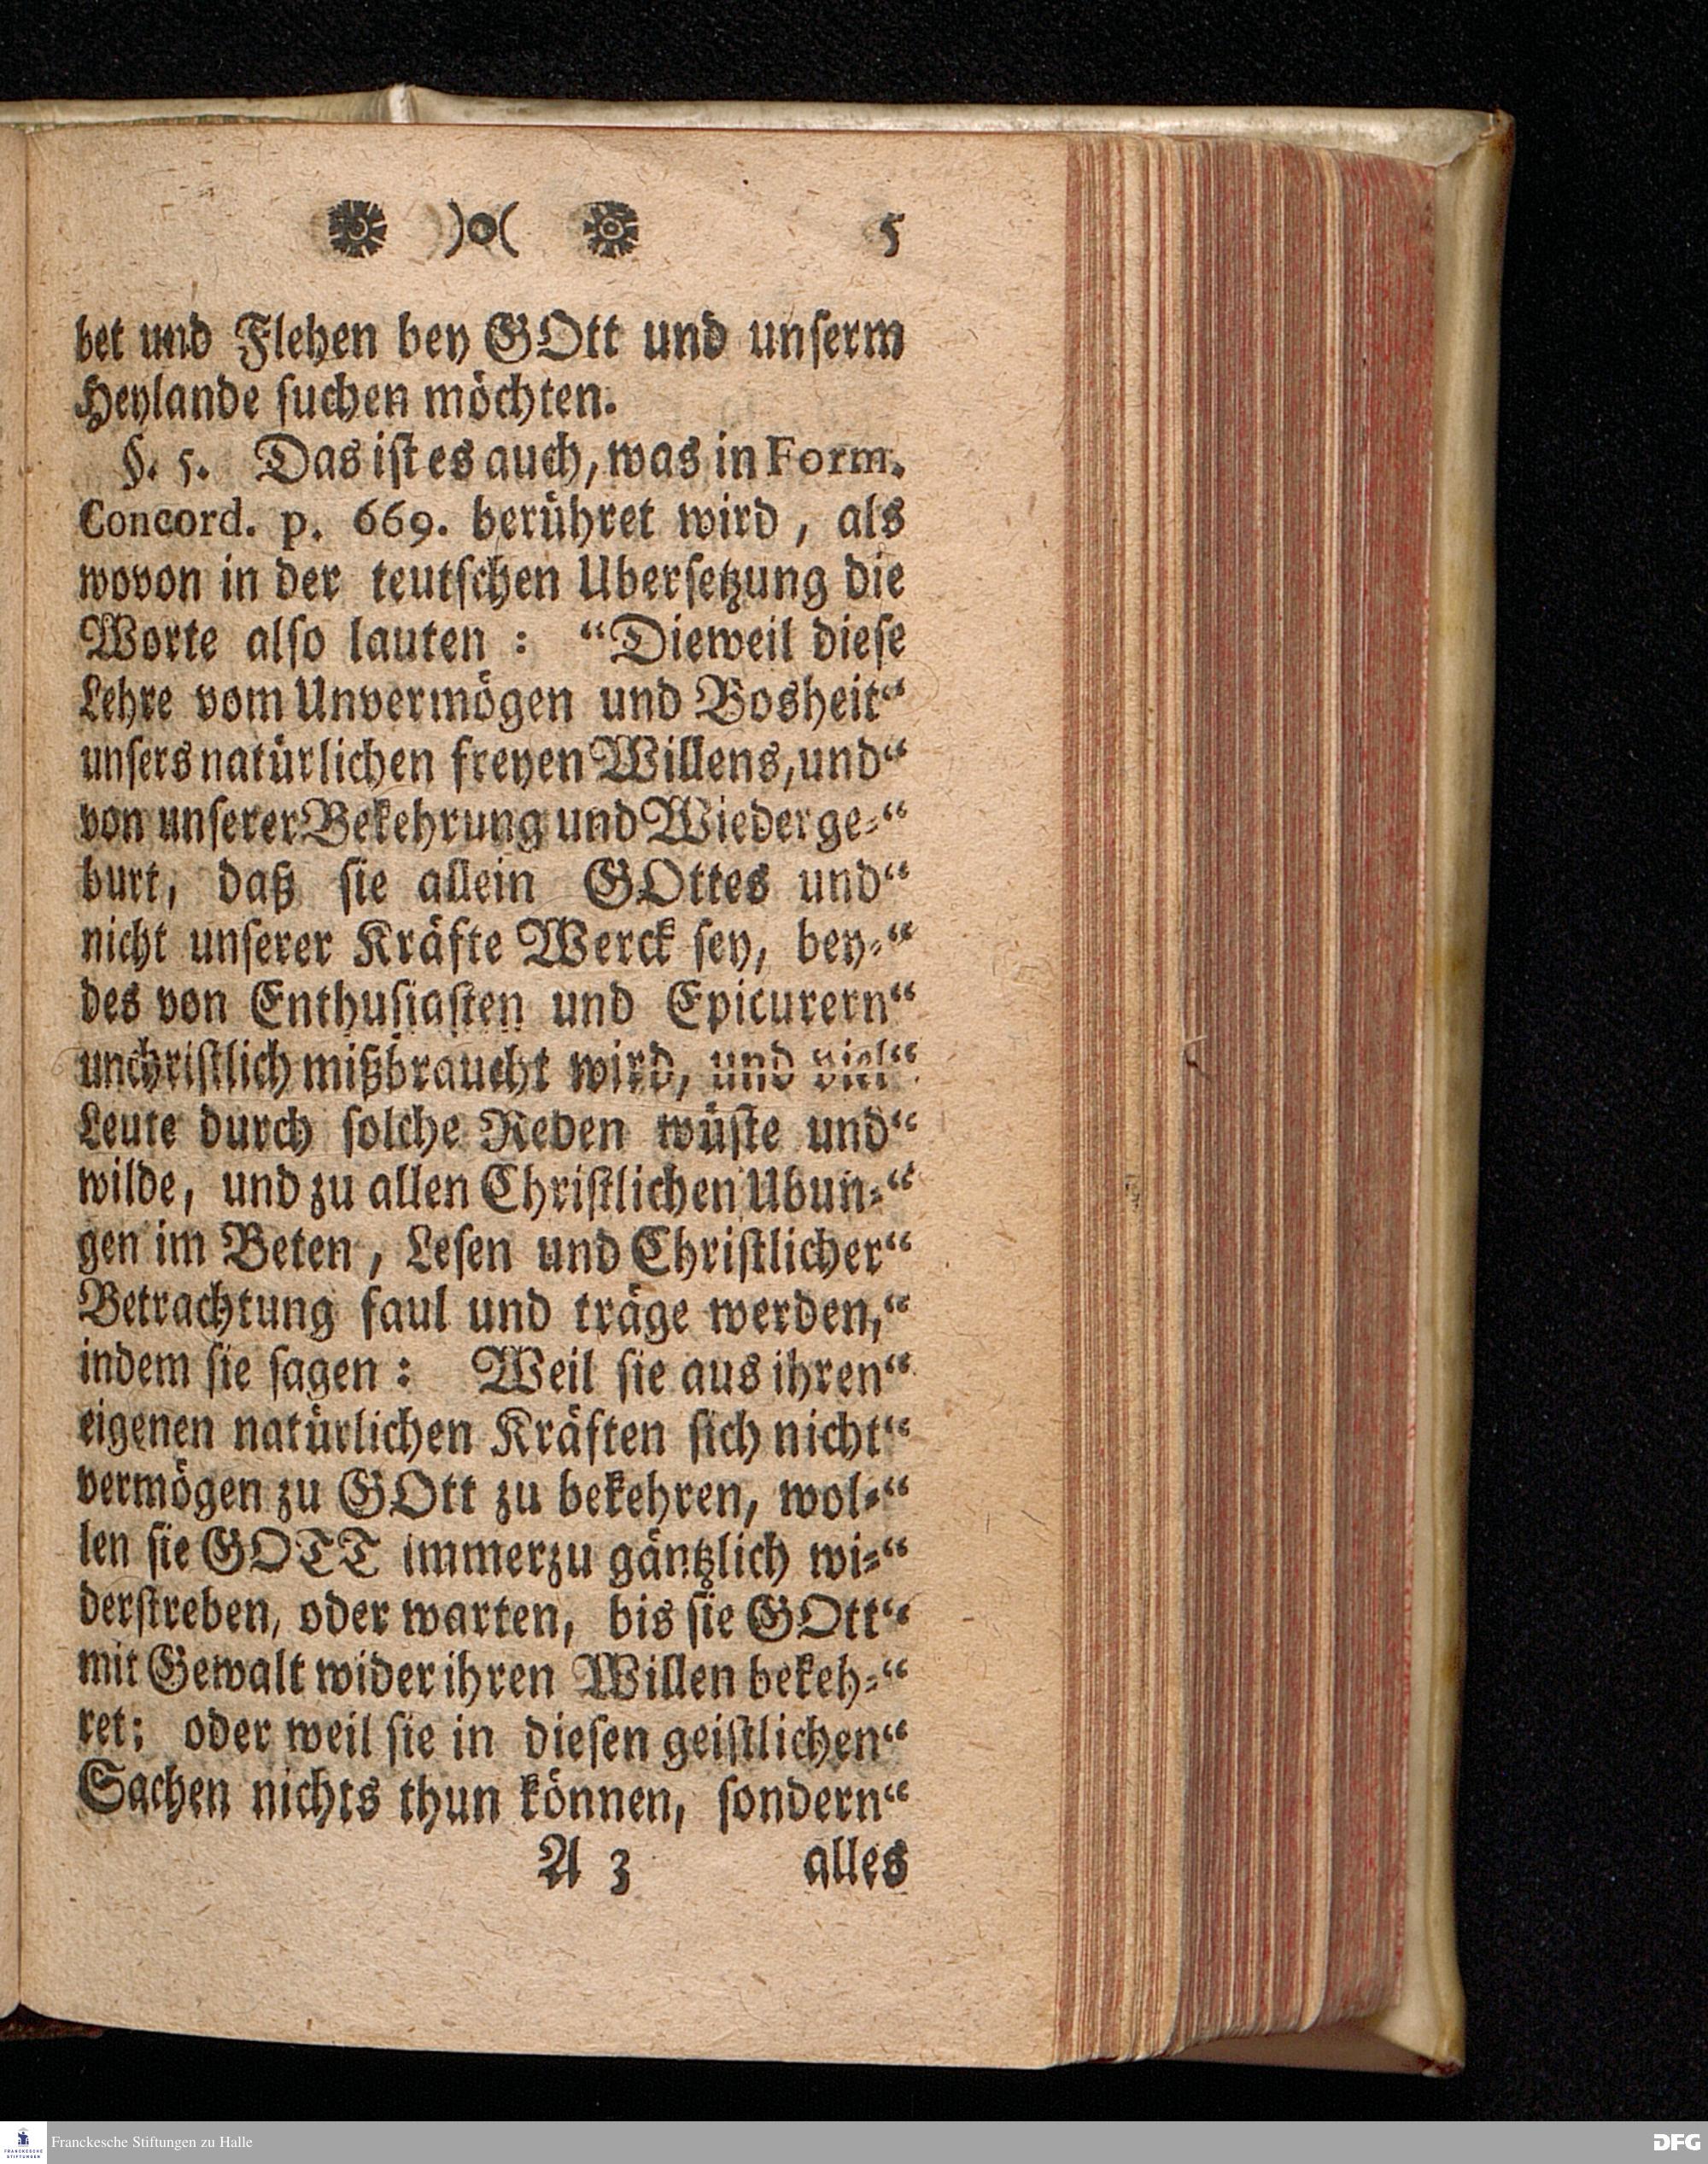 )o( 5
bet und Flehen bey GOtt und unſerm
Heylande ſuchen möchten.
§. 5. Das iſt es auch, was in Form.
Concord. p. 669. berühret wird, als
wovon in der teutſchen Uberſetzung die
Worte alſo lauten: “Dieweil dieſe
Lehre vom Unvermögen und Bosheit“
unſers natürlichen freyen Willens, und“
von unſerer Bekehrung und Wiederge-“
burt, daß ſie allein GOttes und“
nicht unſerer Kräfte Werck ſey, bey-“
des von Enthuſiaſten und Epicurern“
unchriſtlich mißbraucht wird, und viel“
Leute durch ſolche Reden wüſte und“
wilde, und zu allen Chriſtlichen Ubun-“
gen im Beten, Leſen und Chriſtlicher“
Betrachtung faul und träge werden,“
indem ſie ſagen: Weil ſie aus ihren“
eigenen natürlichen Kräften ſich nicht“
vermögen zu GOtt zu bekehren, wol-“
len ſie GOTT immerzu gäntzlich wi-“
derſtreben, oder warten, bis ſie GOtt“
mit Gewalt wider ihren Willen bekeh-“
ret; oder weil ſie in dieſen geiſtlichen“
Sachen nichts thun können, ſondern“
A 3 alles
FRANCKESCHE STIFTUNGEN
Franckesche Stiftungen zu Halle
DFG